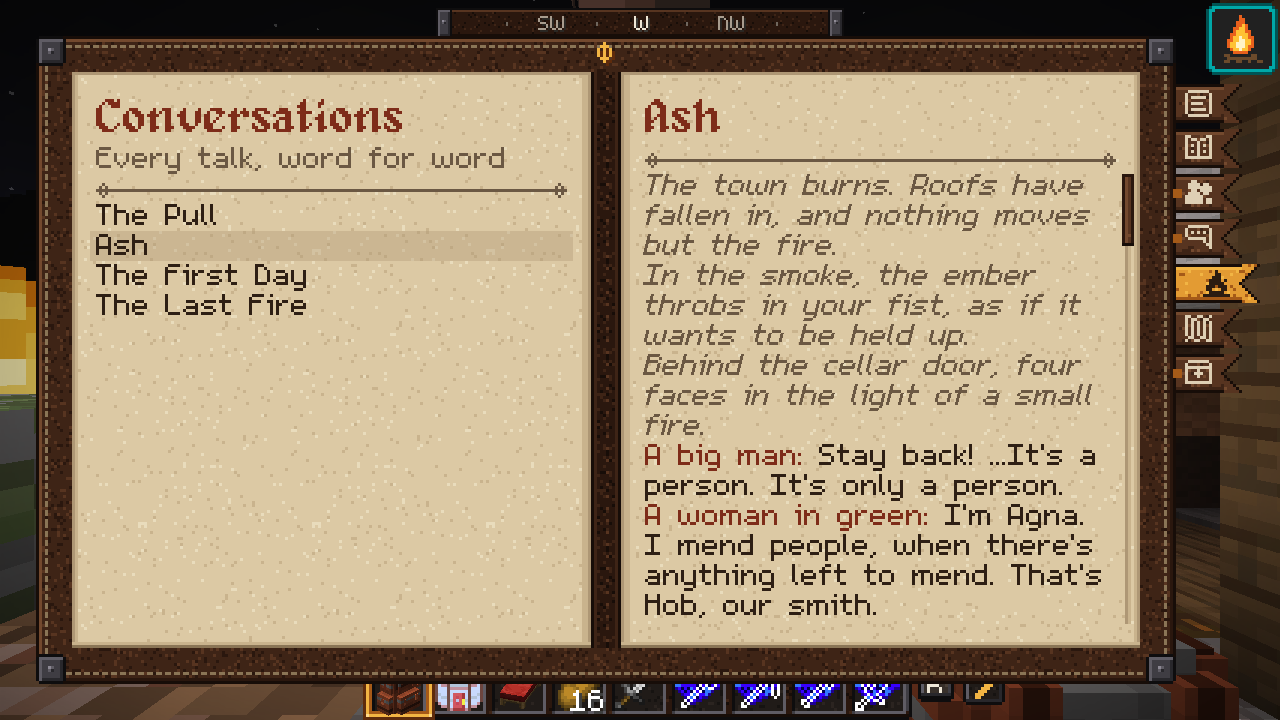 SW W NW
Conversations
Every talk, word for word
The Pull
Ash
The First Day
The Last Fire
Ash
The town burns. Roofs have
fallen in, and nothing moves
but the fire.
In the smoke, the ember
throbs in your fist, as if it
wants to be held up.
Behind the cellar door, four
faces in the light of a small
fire.
A big man: Stay back! ...It's a
person. It's only a person.
A woman in green: I'm Agna.
I mend people, when there's
anything left to mend. That's
Hob, our smith.
16